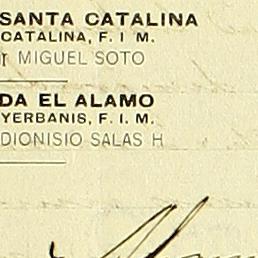 SANTA CATALINA
CATALINA, F. I M.
r MIGUEL SOTO
DA EL ALAMO
YERBANIS, F. I. M.
DIONISIO SALAS H